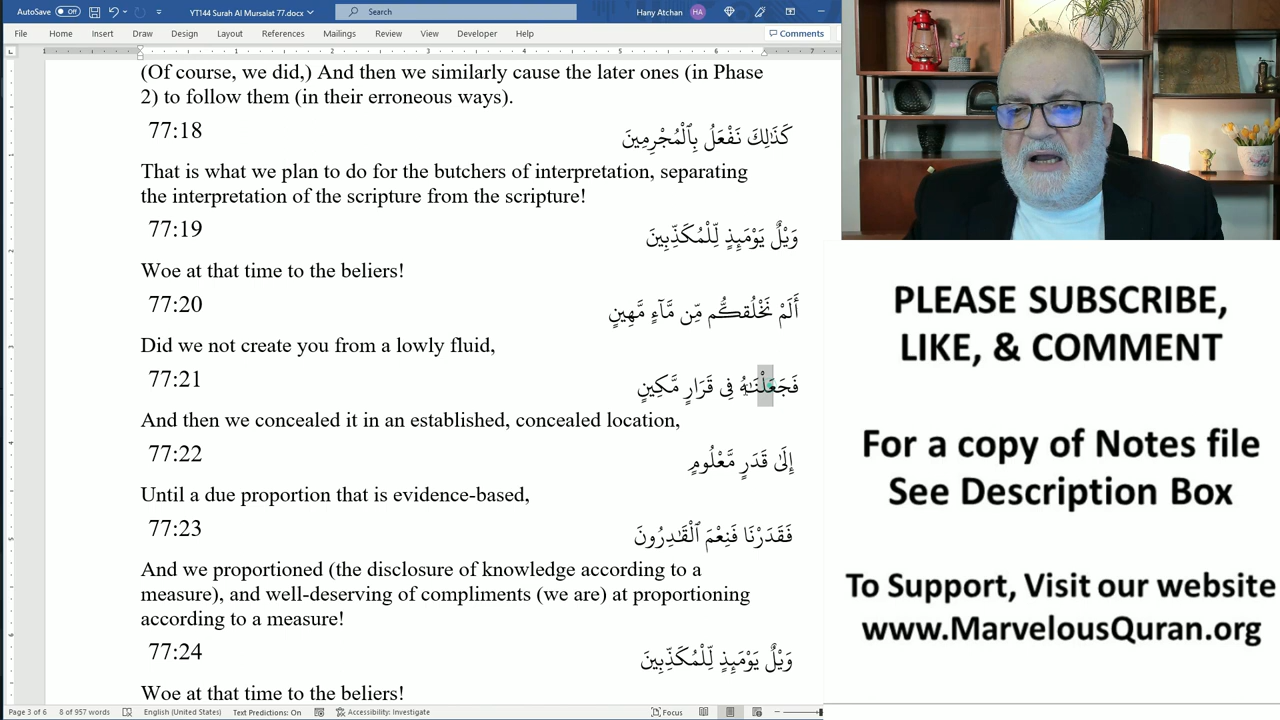 AutoSave Off YT144 Surah Al Mursalat 77.docx Search Hany Atchan HA
File Home Insert Draw Design Layout References Mailings Review View Developer Help Comments
1 1 2 3 4 5 6 7
(Of course, we did,) And then we similarly cause the later ones (in Phase
2) to follow them (in their erroneous ways).
77:18 كَذَٰلِكَ نَفْعَلُ بِٱلْمُجْرِمِينَ
That is what we plan to do for the butchers of interpretation, separating
the interpretation of the scripture from the scripture!
77:19 وَيْلٌ يَوْمَئِذٍ لِّلْمُكَذِّبِينَ
Woe at that time to the beliers!
77:20 أَلَمْ نَخْلُقكُّم مِّن مَّآءٍ مَّهِينٍ
Did we not create you from a lowly fluid,
77:21 فَجَعَلْنَـٰهُ فِى قَرَارٍ مَّكِينٍ
And then we concealed it in an established, concealed location,
77:22 إِلَىٰ قَدَرٍ مَّعْلُومٍ
Until a due proportion that is evidence-based,
77:23 فَقَدَرْنَا فَنِعْمَ ٱلْقَـٰدِرُونَ
And we proportioned (the disclosure of knowledge according to a
measure), and well-deserving of compliments (we are) at proportioning
according to a measure!
77:24 وَيْلٌ يَوْمَئِذٍ لِّلْمُكَذِّبِينَ
Woe at that time to the beliers!
Page 3 of 6 8 of 957 words English (United States) Text Predictions: On Accessibility: Investigate Focus
PLEASE SUBSCRIBE,
LIKE, & COMMENT
For a copy of Notes file
See Description Box
To Support, Visit our website
www.MarvelousQuran.org